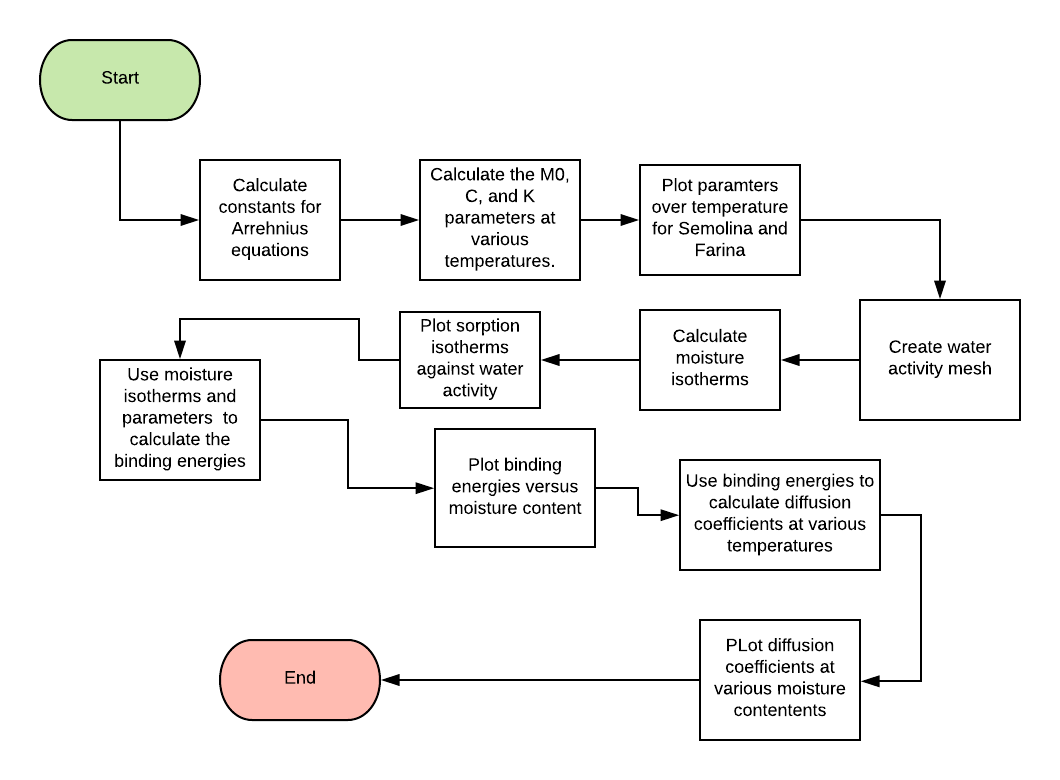 Start
Calculate
constants for
Arrehnius
equations
Calculate the M0,
C, and K
parameters at
various
temperatures.
Plot paramters
over temperature
for Semolina and
Farina
Create water
activity mesh
Calculate
moisture
isotherms
Plot sorption
isotherms
against water
activity
Use moisture
isotherms and
parameters  to
calculate the
binding energies
Plot binding
energies versus
moisture content
Use binding energies to
calculate diffusion
coefficients at various
temperatures
PLot diffusion
coefficients at
various moisture
contentents
End